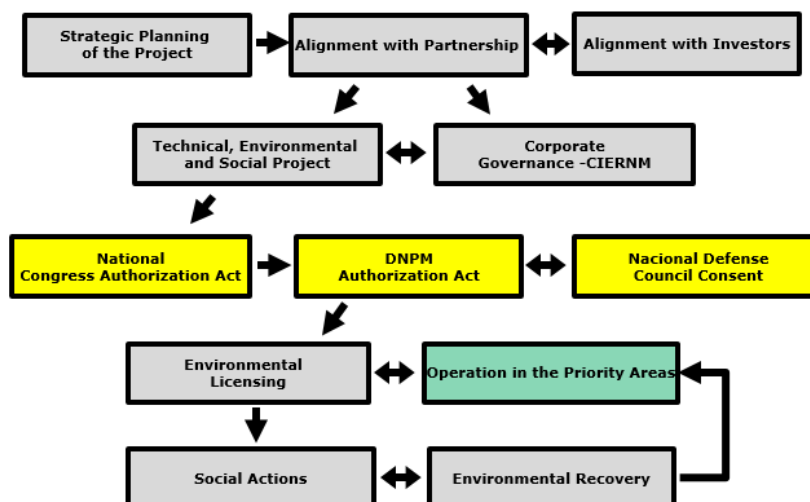 Strategic Planning
of the Project
Alignment with Partnership
Alignment with Investors
Technical, Environmental
and Social Project
Corporate
Governance -CIERNM
National
Congress Authorization Act
DNPM
Authorization Act
Nacional Defense
Council Consent
Environmental
Licensing
Operation in the Priority Areas
Social Actions
Environmental Recovery